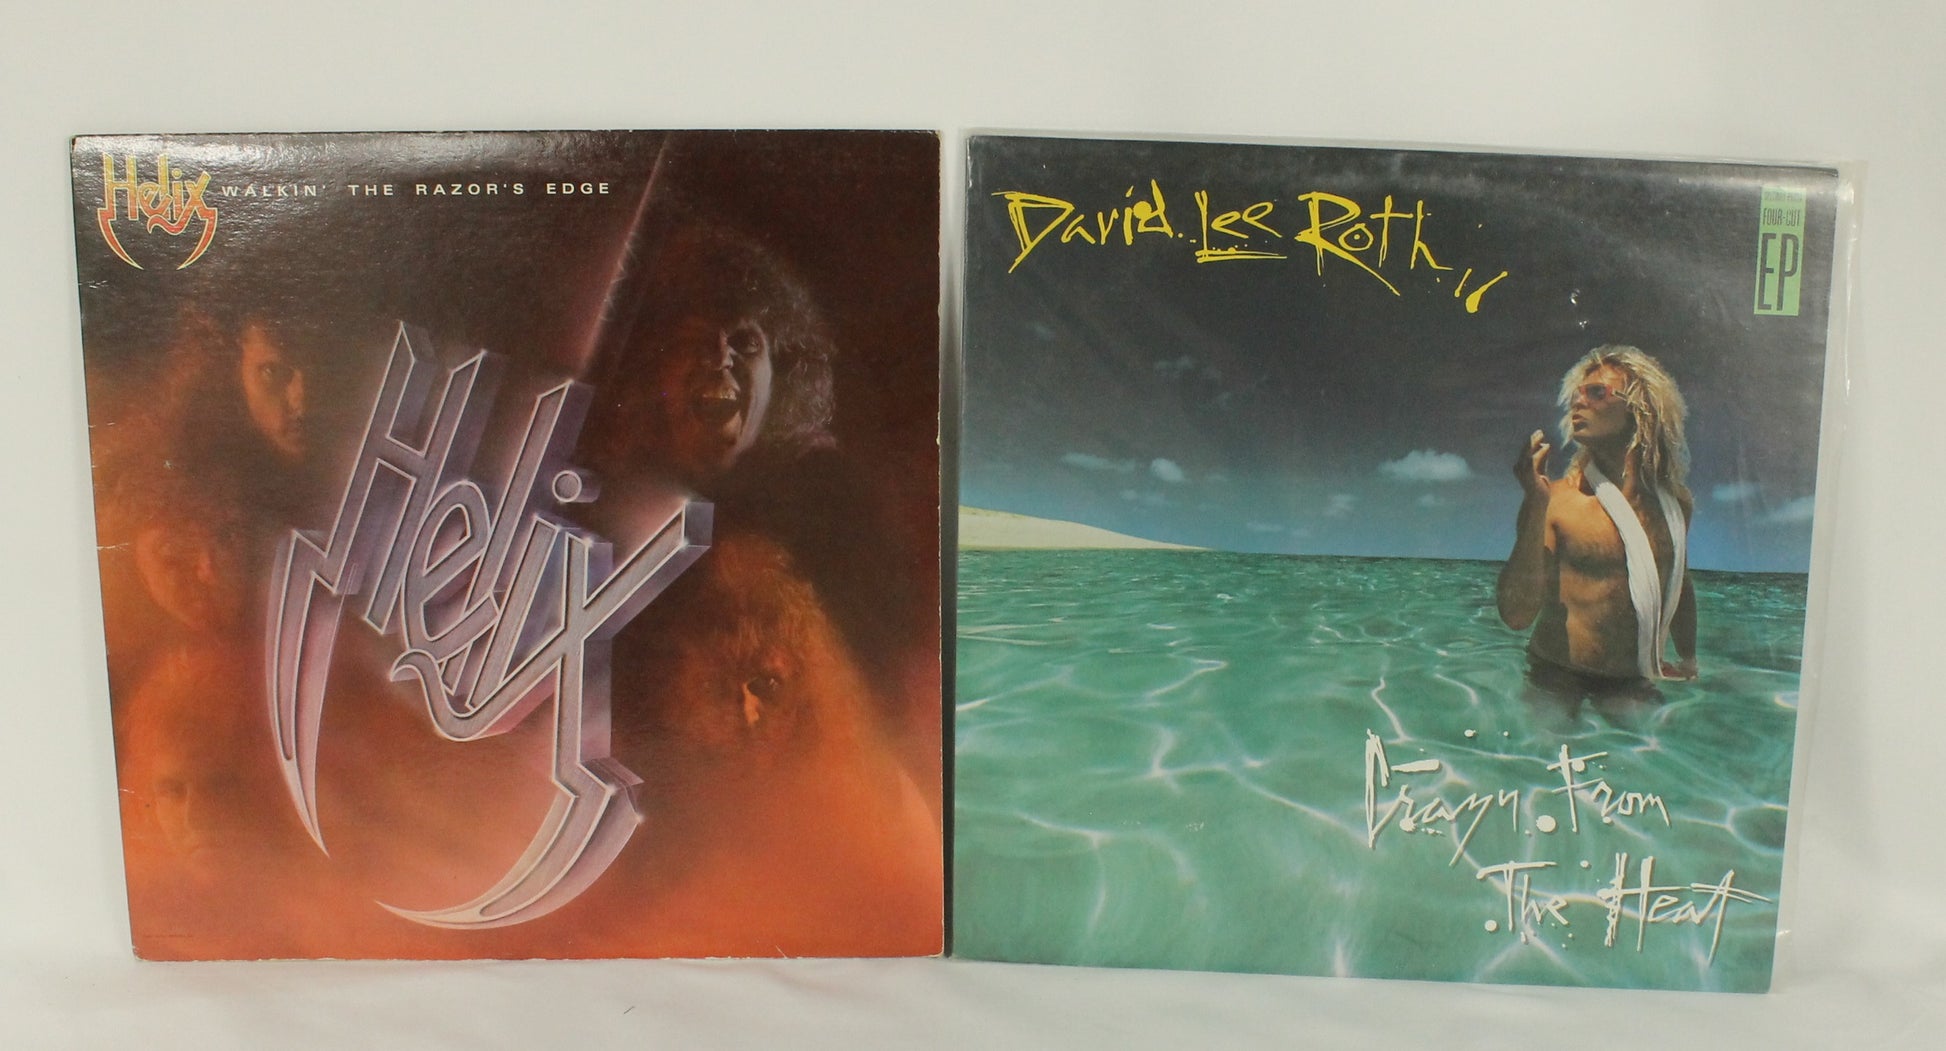 Helix
WALKIN' THE RAZOR'S EDGE
Helix
David Lee Roth
FOUR-CUT
EP
Crazy From
The Heat